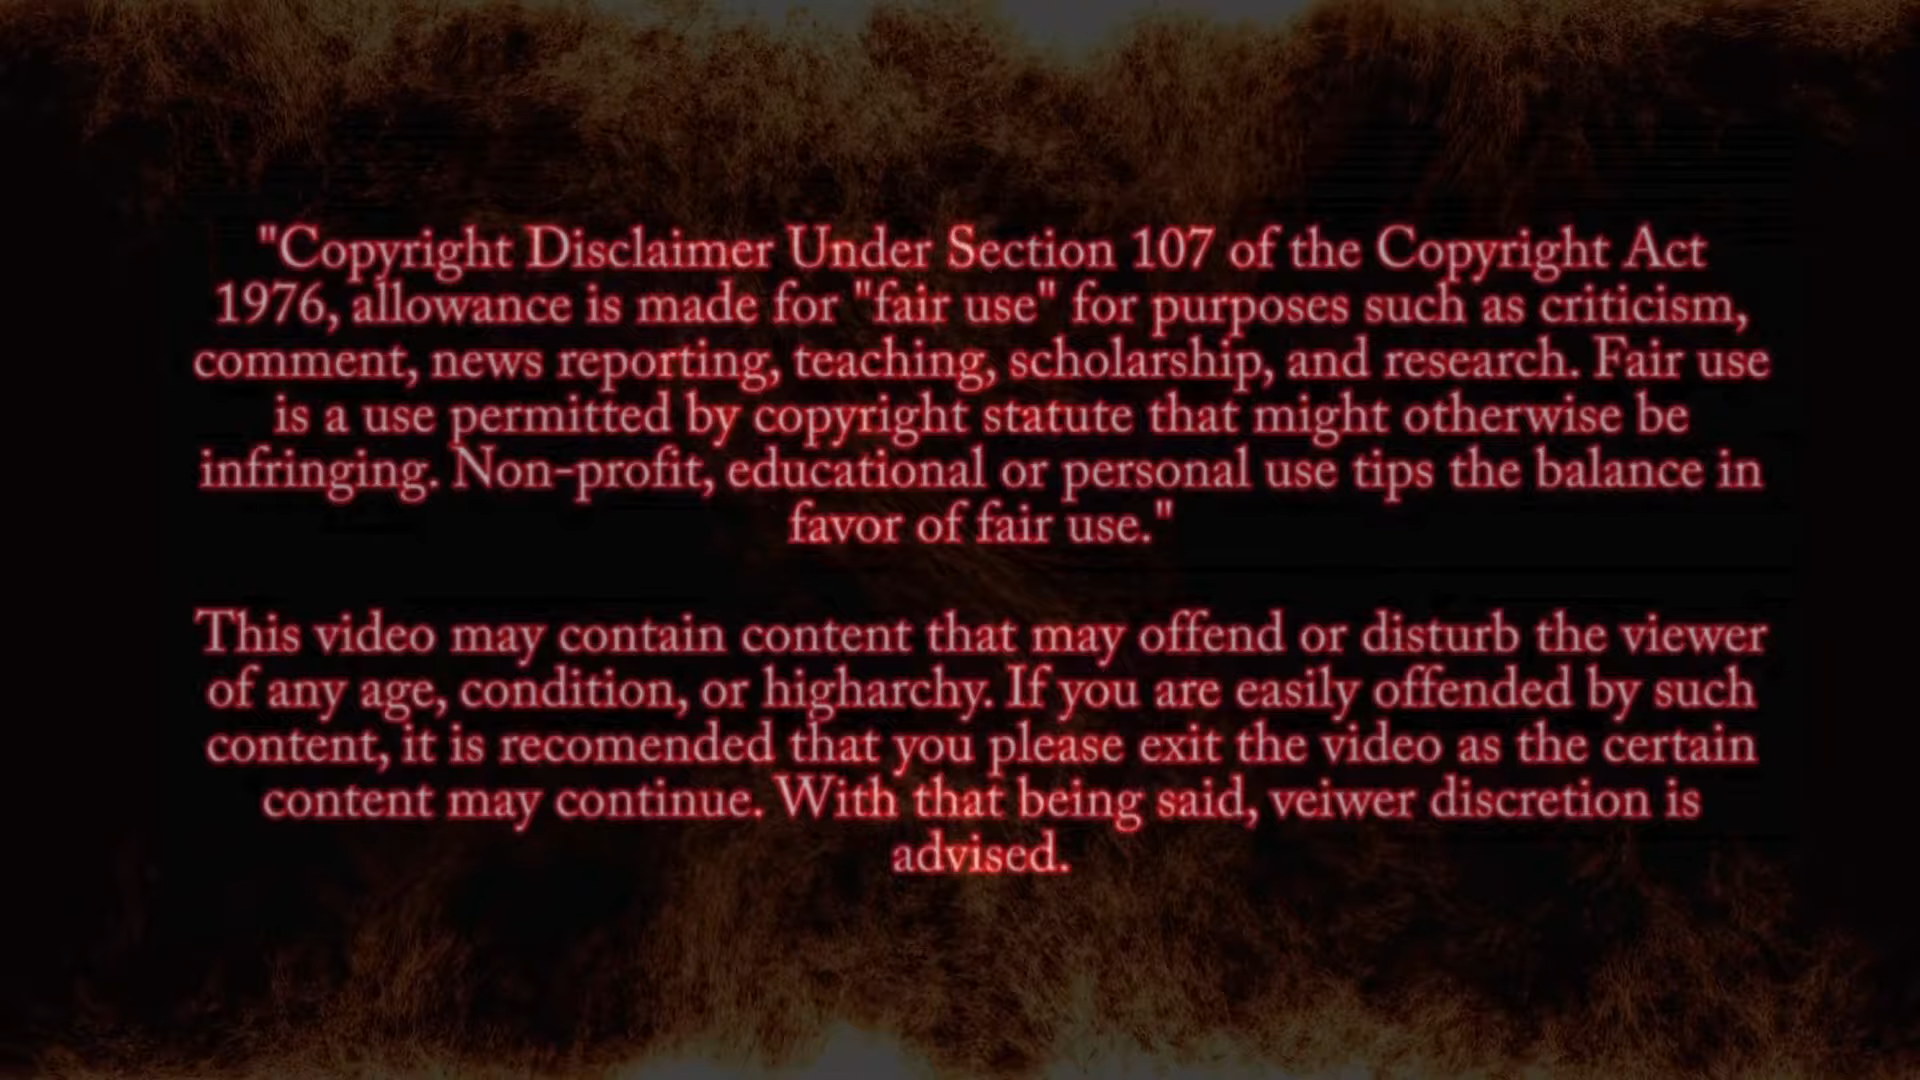 "Copyright Disclaimer Under Section 107 of the Copyright Act
1976, allowance is made for "fair use" for purposes such as criticism,
comment, news reporting, teaching, scholarship, and research. Fair use
is a use permitted by copyright statute that might otherwise be
infringing. Non-profit, educational or personal use tips the balance in
favor of fair use."
This video may contain content that may offend or disturb the viewer
of any age, condition, or higharchy. If you are easily offended by such
content, it is recomended that you please exit the video as the certain
content may continue. With that being said, veiwer discretion is
advised.